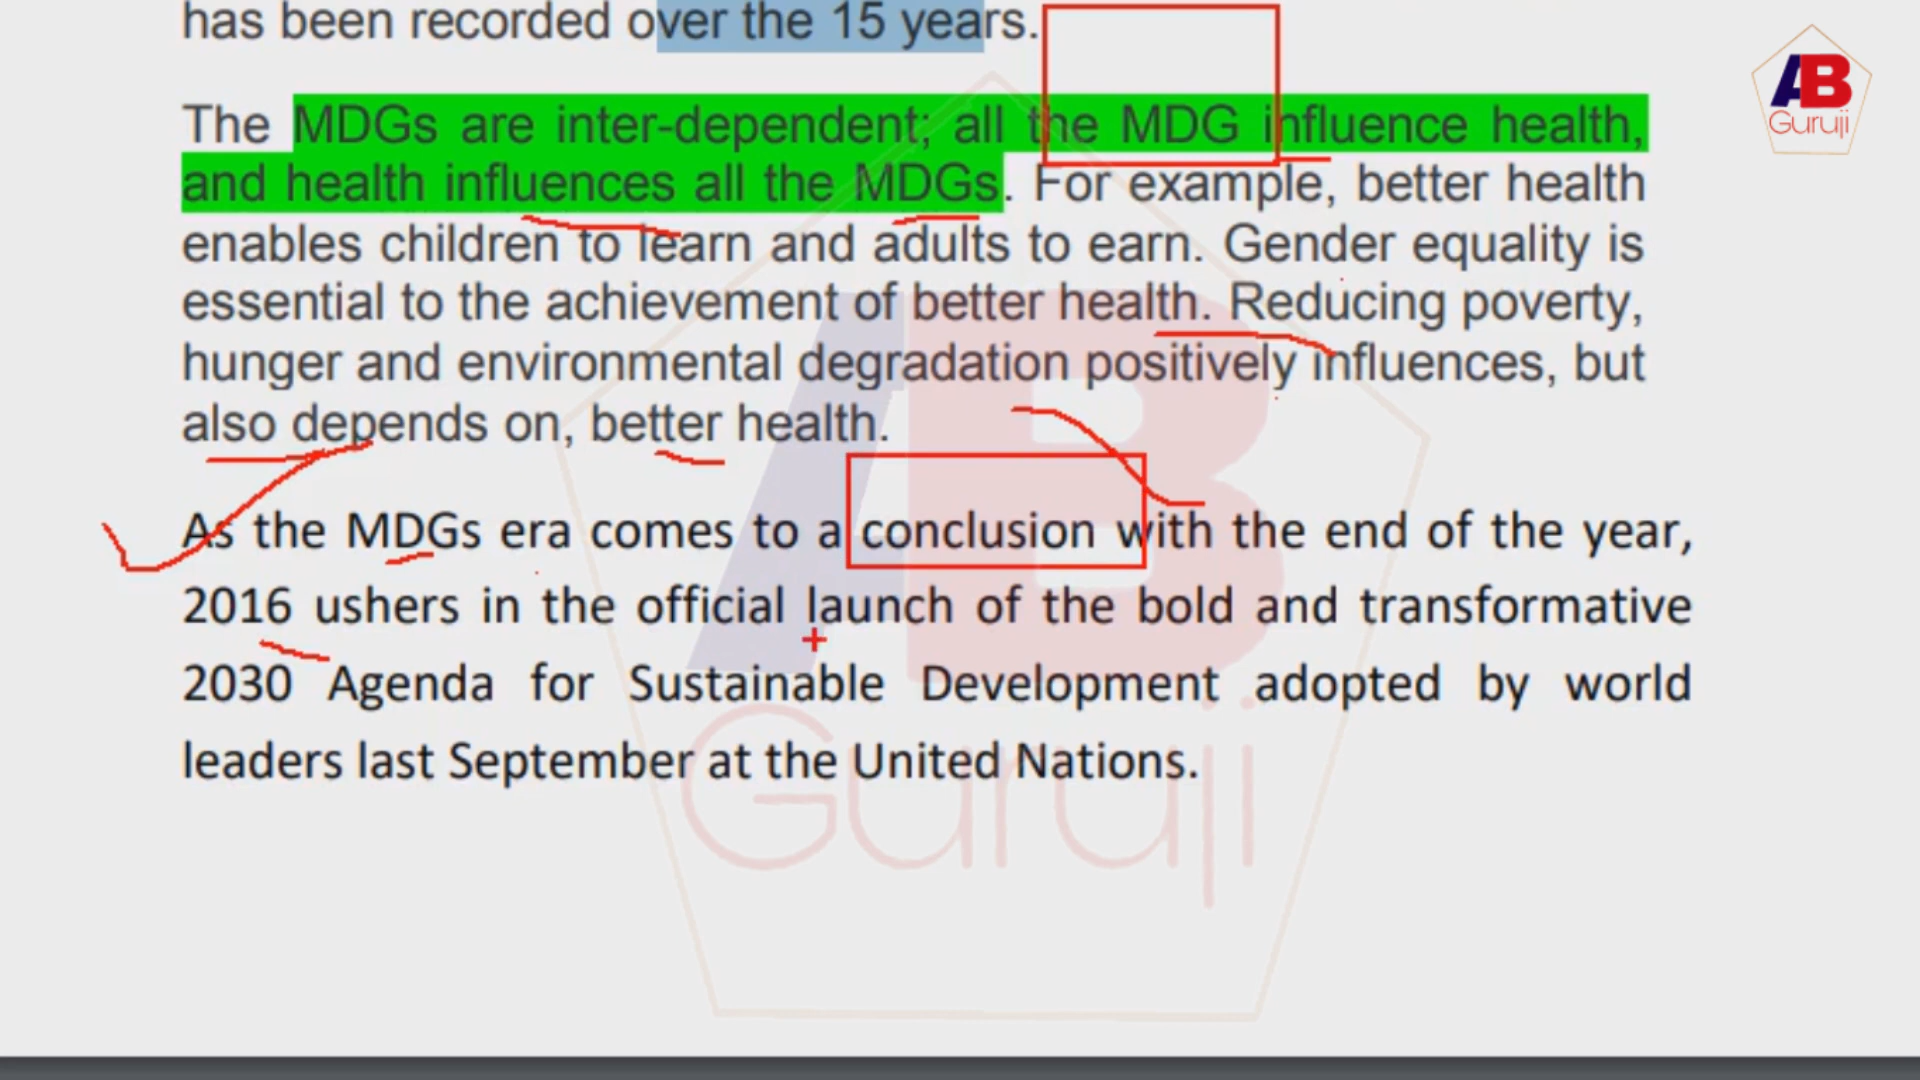 has been recorded over the 15 years.
AB
Guruji
The MDGs are inter-dependent; all the MDG influence health,
and health influences all the MDGs. For example, better health
enables children to learn and adults to earn. Gender equality is
essential to the achievement of better health. Reducing poverty,
hunger and environmental degradation positively influences, but
also depends on, better health.
As the MDGs era comes to a conclusion with the end of the year,
2016 ushers in the official launch of the bold and transformative
2030 Agenda for Sustainable Development adopted by world
leaders last September at the United Nations.
AB
Guruji